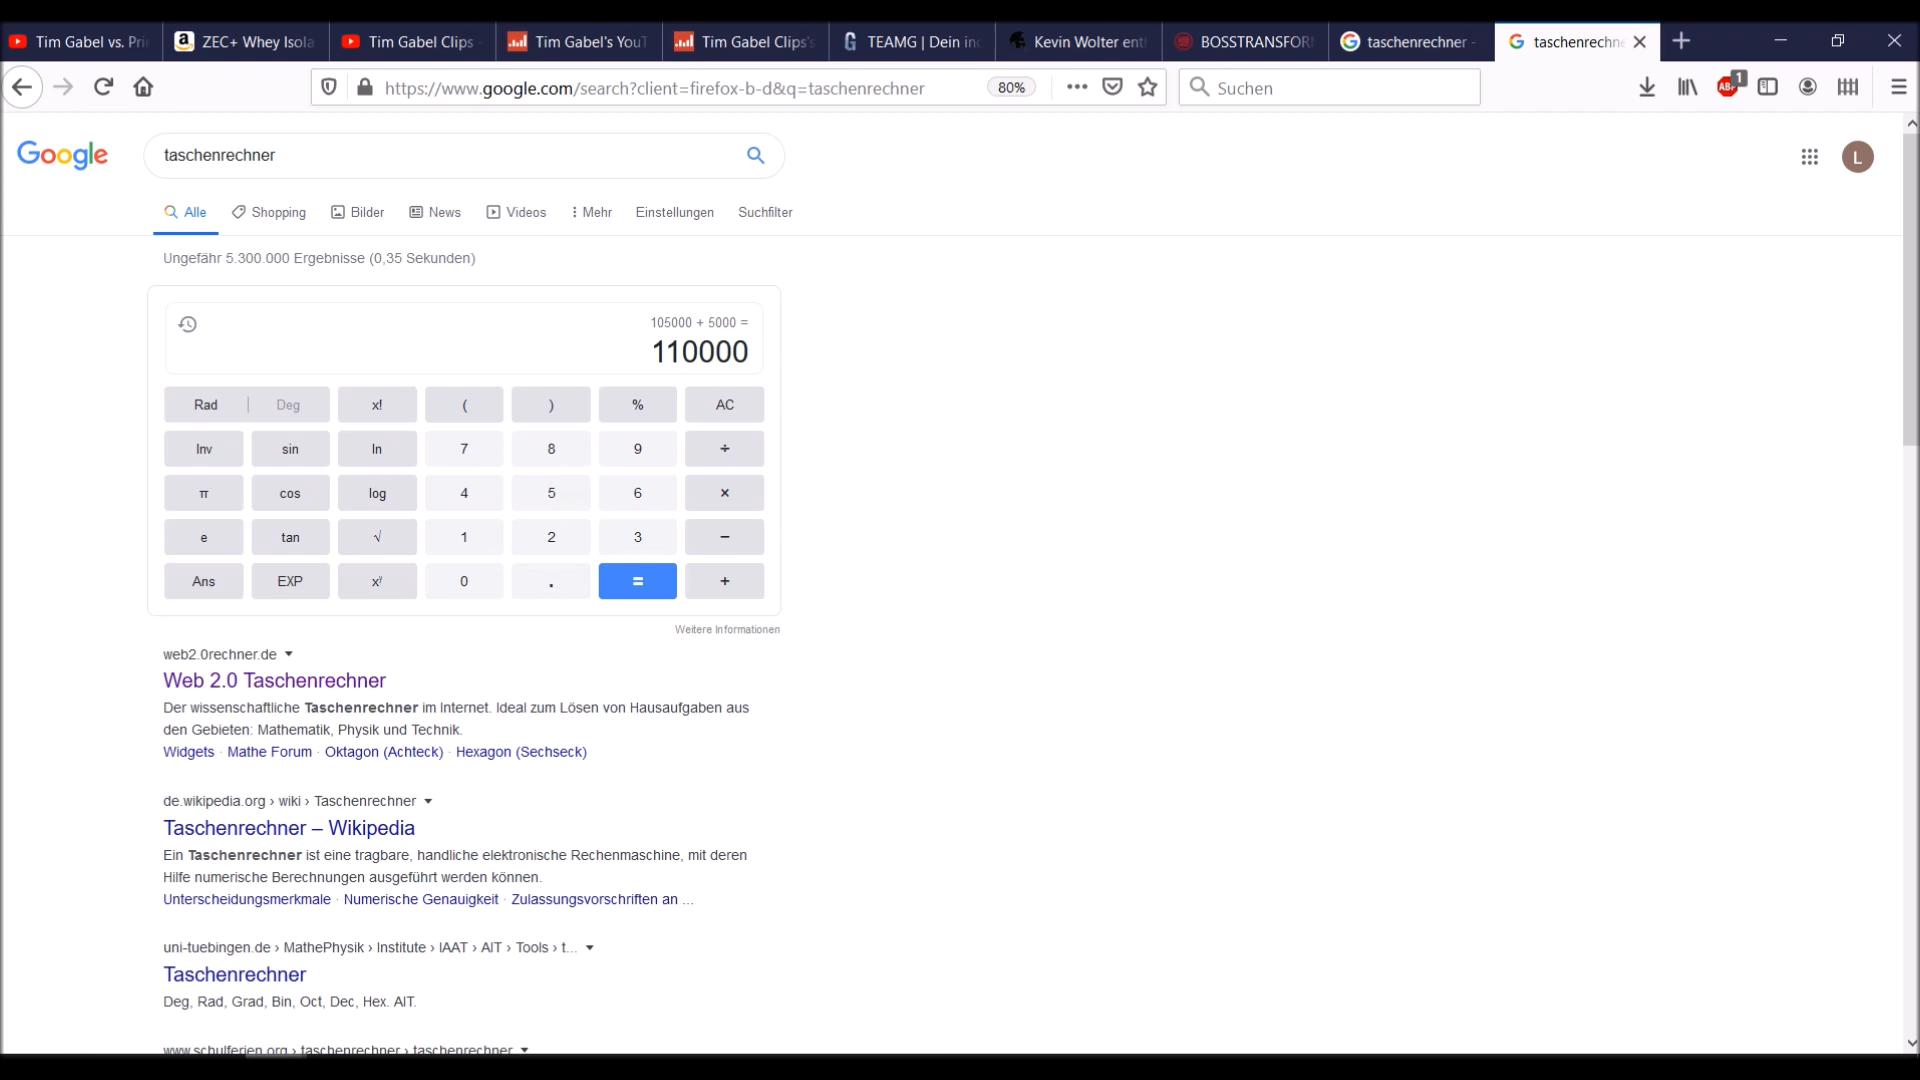 Tim Gabel vs. Pri
ZEC+ Whey Isola
Tim Gabel Clips -
Tim Gabel's YouT
Tim Gabel Clips's
TEAMG | Dein in
Kevin Wolter ent
BOSSTRANSFOR
taschenrechner -
taschenrechne
https://www.google.com/search?client=firefox-b-d&q=taschenrechner
80%
Suchen
ABP
1
Google
taschenrechner
L
Alle
Shopping
Bilder
News
Videos
Mehr
Einstellungen
Suchfilter
Ungefähr 5.300.000 Ergebnisse (0,35 Sekunden)
105000 + 5000 =
110000
Rad | Deg x! ( ) % AC
Inv sin ln 7 8 9 ÷
π cos log 4 5 6 ×
e tan √ 1 2 3 −
Ans EXP xʸ 0 . = +
Weitere Informationen
web2.0rechner.de
Web 2.0 Taschenrechner
Der wissenschaftliche Taschenrechner im Internet. Ideal zum Lösen von Hausaufgaben aus
den Gebieten: Mathematik, Physik und Technik.
Widgets · Mathe Forum · Oktagon (Achteck) · Hexagon (Sechseck)
de.wikipedia.org › wiki › Taschenrechner
Taschenrechner – Wikipedia
Ein Taschenrechner ist eine tragbare, handliche elektronische Rechenmaschine, mit deren
Hilfe numerische Berechnungen ausgeführt werden können.
Unterscheidungsmerkmale · Numerische Genauigkeit · Zulassungsvorschriften an ...
uni-tuebingen.de › MathePhysik › Institute › IAAT › AIT › Tools › t...
Taschenrechner
Deg, Rad, Grad, Bin, Oct, Dec, Hex. AIT.
www.schulferien.org › taschenrechner › taschenrechner